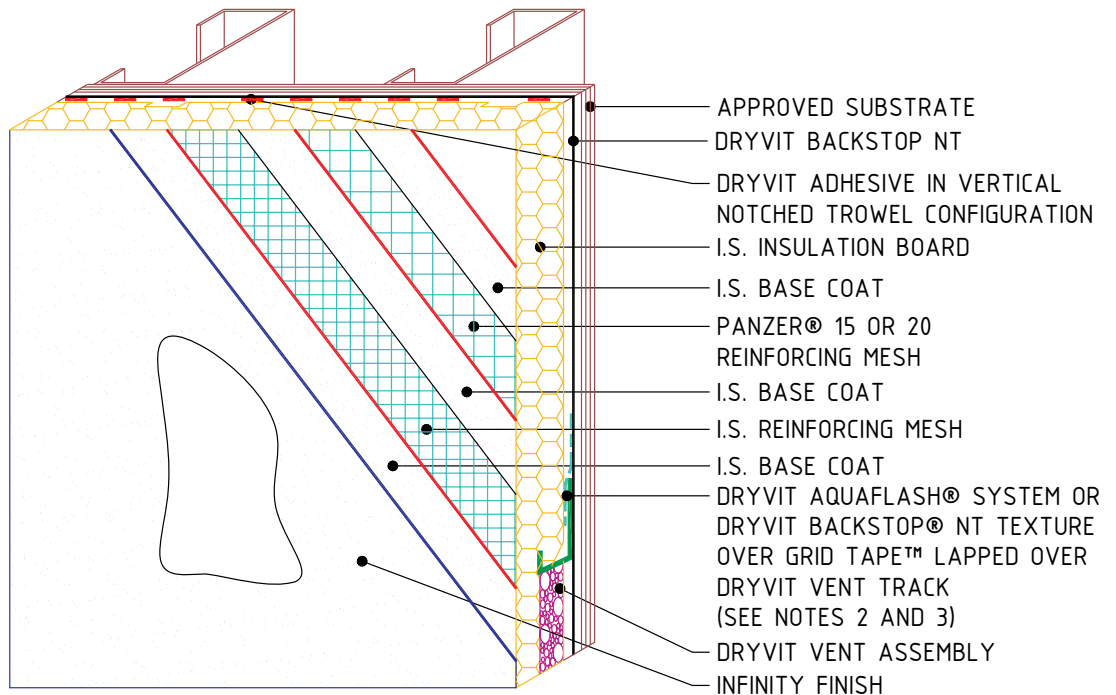 APPROVED SUBSTRATE
DRYVIT BACKSTOP NT
DRYVIT ADHESIVE IN VERTICAL
NOTCHED TROWEL CONFIGURATION
I.S. INSULATION BOARD
I.S. BASE COAT
PANZER® 15 OR 20
REINFORCING MESH
I.S. BASE COAT
I.S. REINFORCING MESH
I.S. BASE COAT
DRYVIT AQUAFLASH® SYSTEM OR
DRYVIT BACKSTOP® NT TEXTURE
OVER GRID TAPE™ LAPPED OVER
DRYVIT VENT TRACK
(SEE NOTES 2 AND 3)
DRYVIT VENT ASSEMBLY
INFINITY FINISH